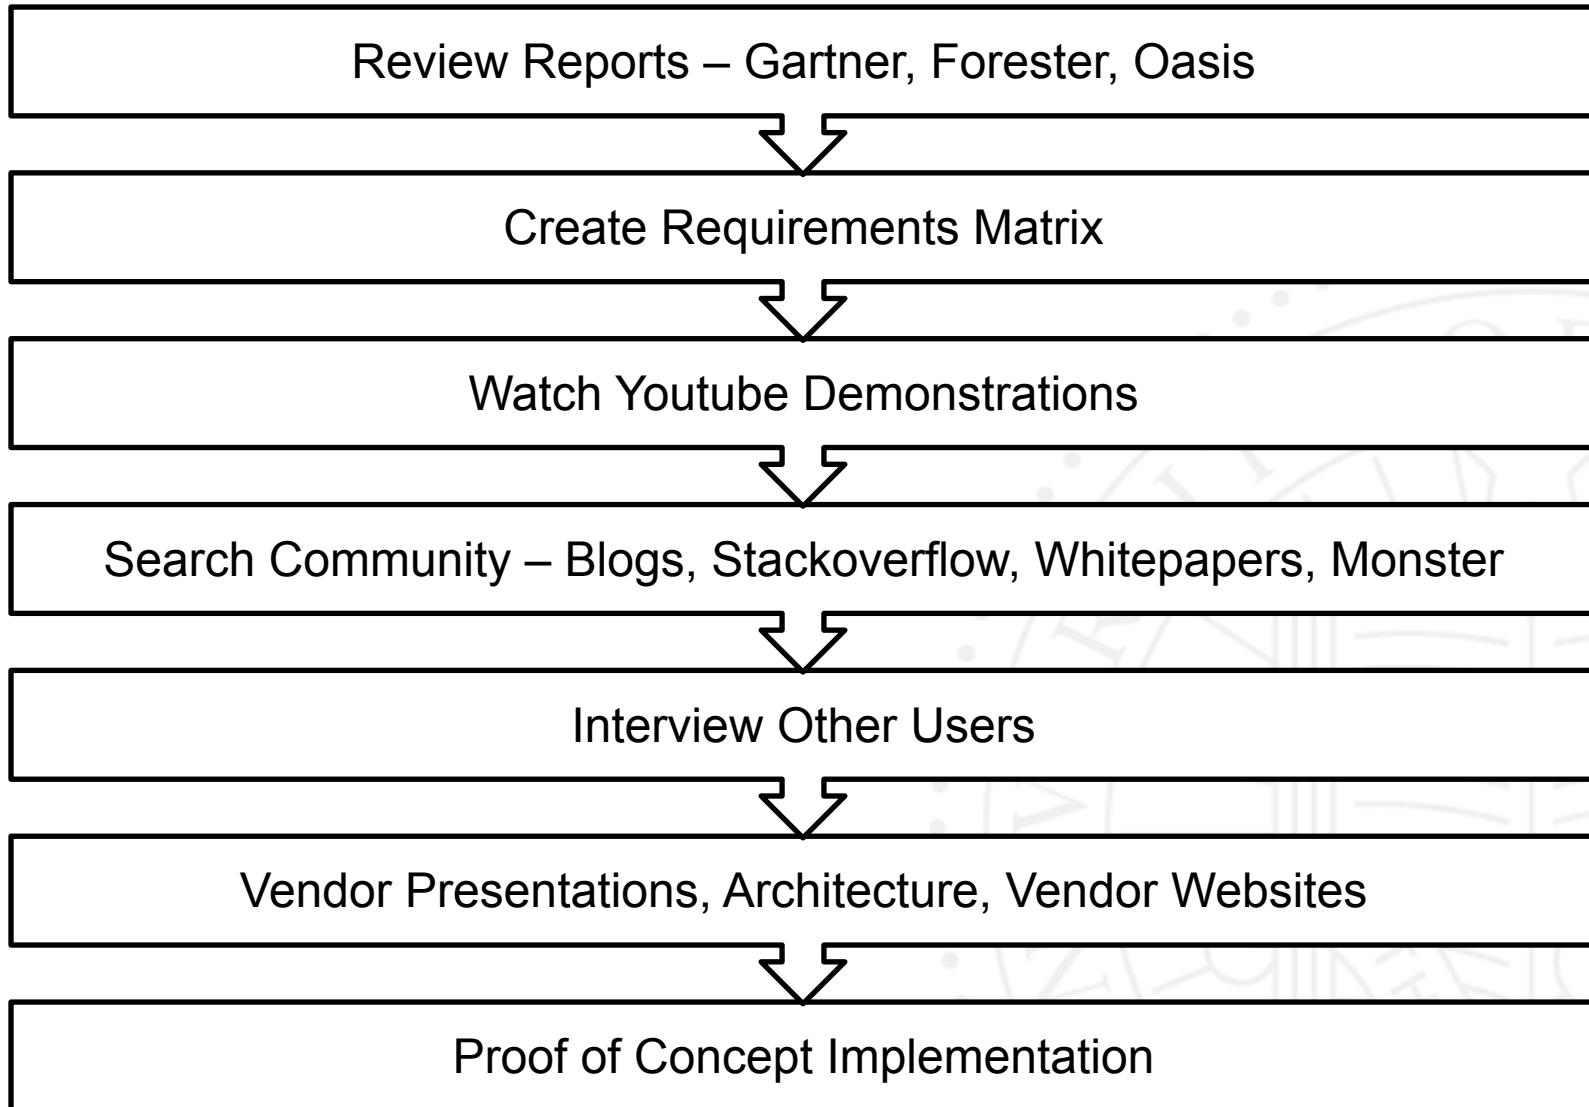 Review Reports – Gartner, Forester, Oasis
Create Requirements Matrix
Watch Youtube Demonstrations
Search Community – Blogs, Stackoverflow, Whitepapers, Monster
Interview Other Users
Vendor Presentations, Architecture, Vendor Websites
Proof of Concept Implementation